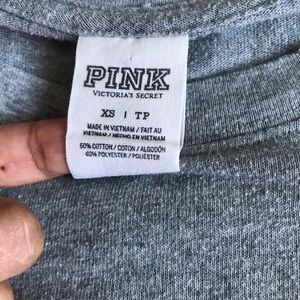 PINK
VICTORIA'S SECRET
XS | TP
MADE IN VIETNAM / FAIT AU
VIETNAM / HECHO EN VIETNAM
60% COTTON / COTON / ALGODÓN
40% POLYESTER / POLIESTER